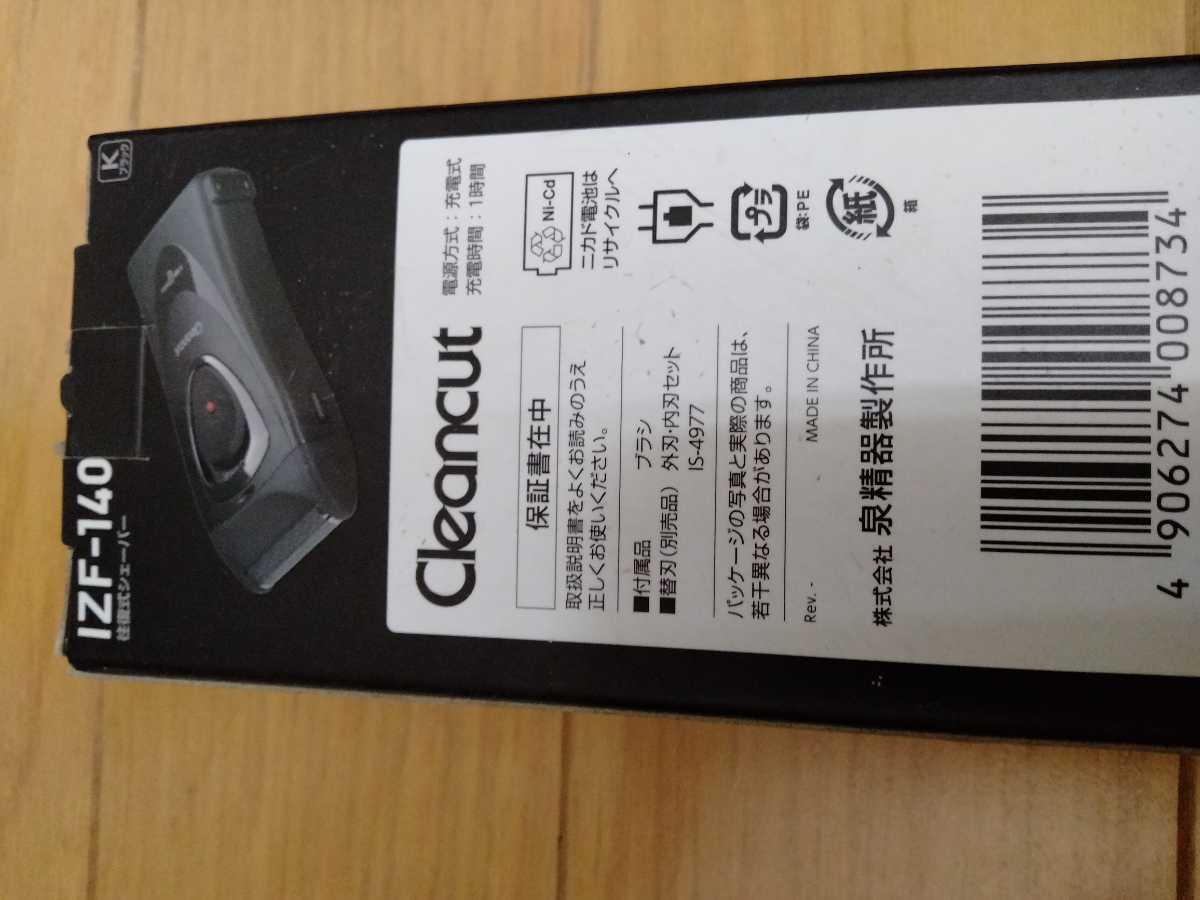 IZF-140
往復式シェーバー
K
ブラック
Cleancut
Cleancut
電源方式：充電式
充電時間：1時間
保証書在中
取扱説明書をよくお読みのうえ
正しくお使いください。
■付属品 ブラシ
■替刃(別売品) 外刃・内刃セット
IS-4977
パッケージの写真と実際の商品は、
若干異なる場合があります。
Rev. - MADE IN CHINA
株式会社 泉精器製作所
Ni-Cd
ニカド電池は
リサイクルへ
プラ
袋:PE
紙
箱
4 906274 008734